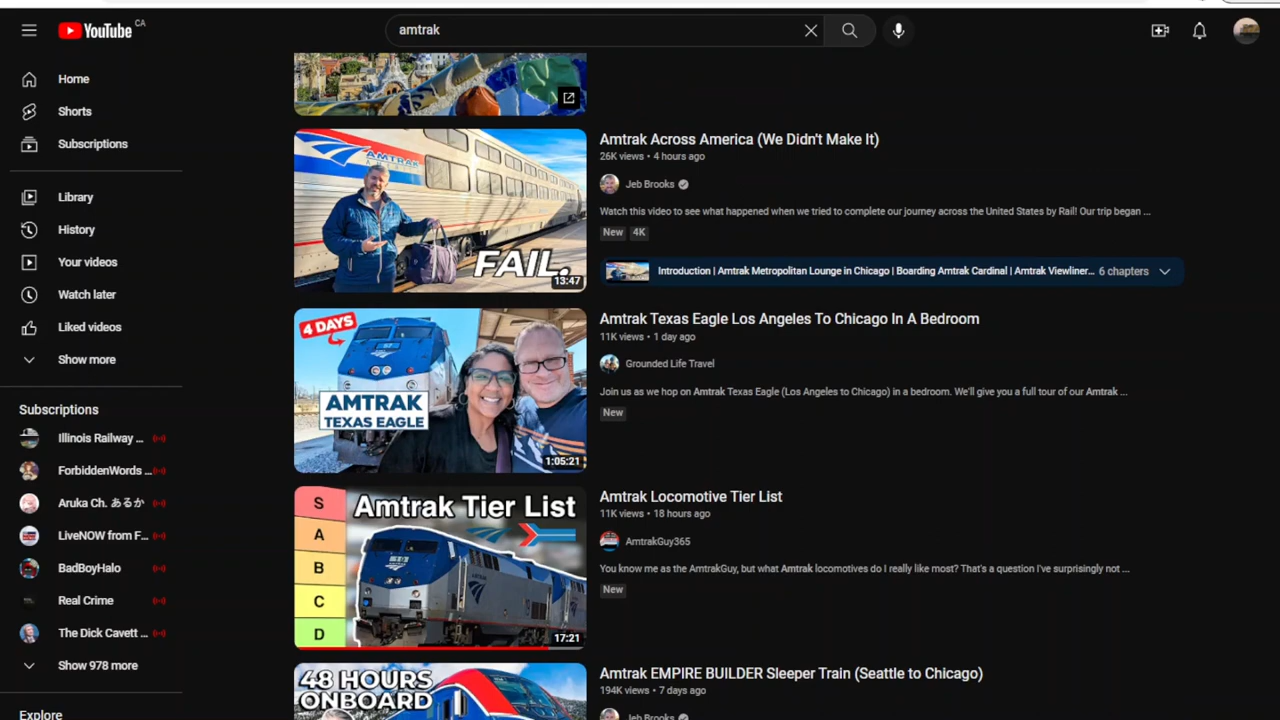 YouTube CA
amtrak
Home
Shorts
Subscriptions
Library
History
Your videos
Watch later
Liked videos
Show more
Subscriptions
Illinois Railway ...
ForbiddenWords ...
Aruka Ch. あるか
LiveNOW from F...
BadBoyHalo
Real Crime
The Dick Cavett ...
Show 978 more
Explore
AMTRAK
FAIL.
13:47
Amtrak Across America (We Didn't Make It)
26K views • 4 hours ago
Jeb Brooks
Watch this video to see what happened when we tried to complete our journey across the United States by Rail! Our trip began ...
New 4K
Introduction | Amtrak Metropolitan Lounge in Chicago | Boarding Amtrak Cardinal | Amtrak Viewliner... 6 chapters
4 DAYS
AMTRAK
TEXAS EAGLE
1:05:21
Amtrak Texas Eagle Los Angeles To Chicago In A Bedroom
11K views • 1 day ago
Grounded Life Travel
Join us as we hop on Amtrak Texas Eagle (Los Angeles to Chicago) in a bedroom. We'll give you a full tour of our Amtrak ...
New
S
A
B
C
D
Amtrak Tier List
17:21
Amtrak Locomotive Tier List
11K views • 18 hours ago
AmtrakGuy365
You know me as the AmtrakGuy, but what Amtrak locomotives do I really like most? That's a question I've surprisingly not ...
New
48 HOURS
ONBOARD
Amtrak EMPIRE BUILDER Sleeper Train (Seattle to Chicago)
194K views • 7 days ago
Jeb Brooks